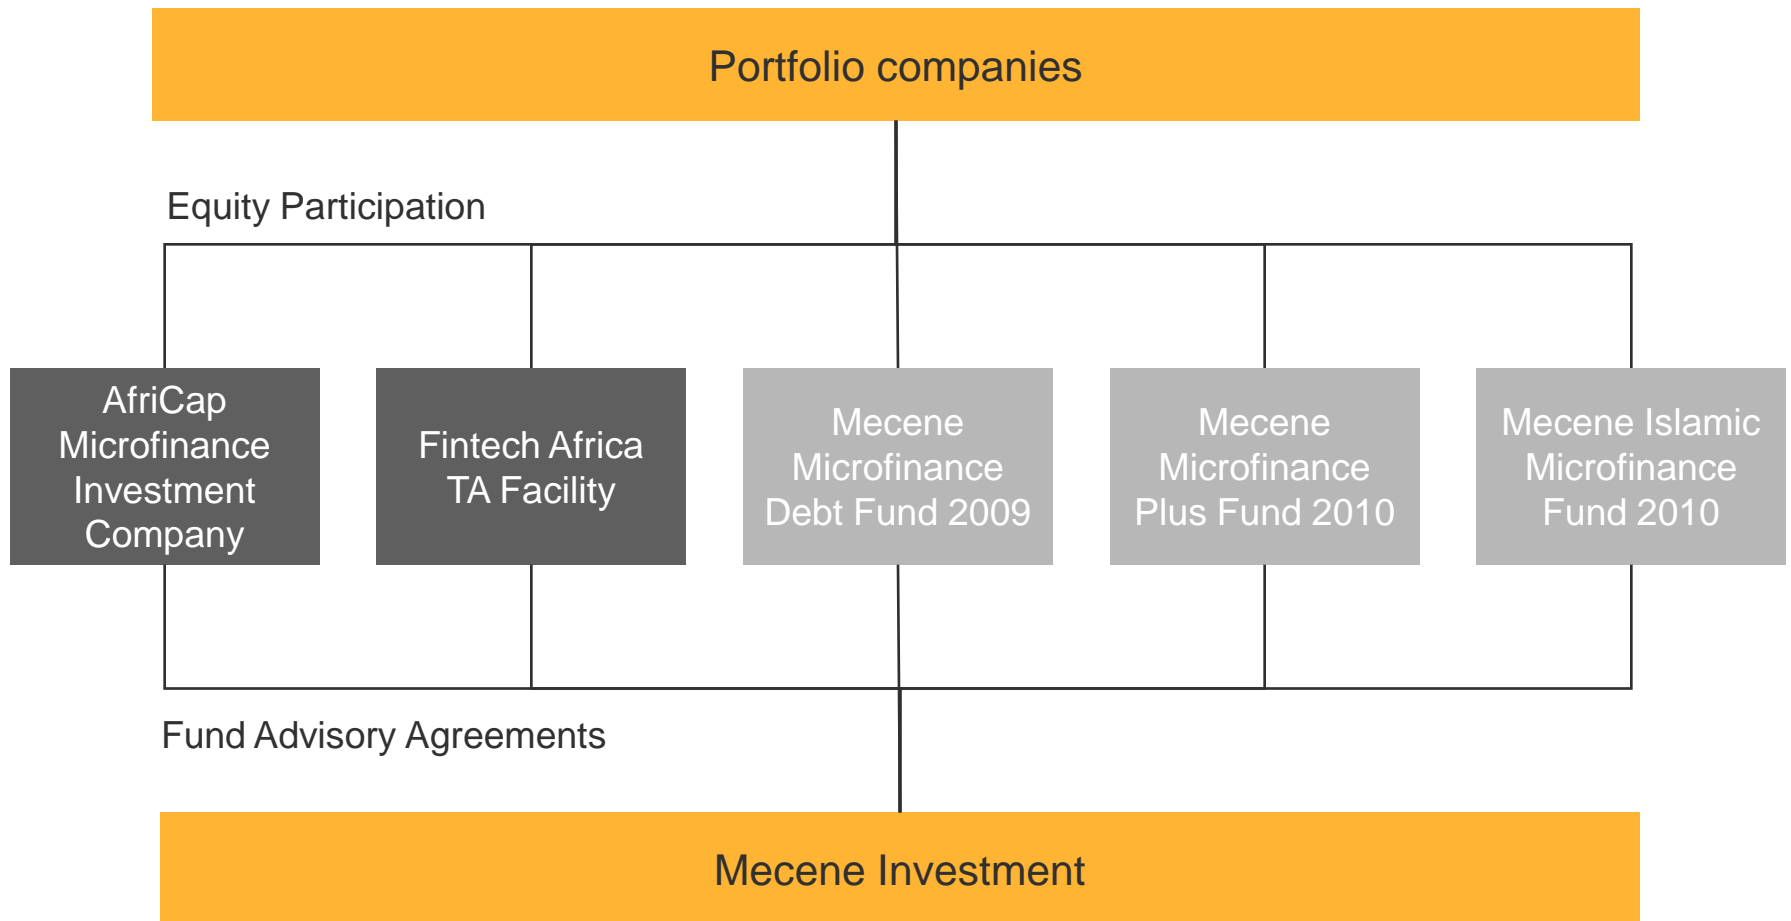 Portfolio companies
Equity Participation
AfriCap
Microfinance
Investment
Company
Fintech Africa
TA Facility
Mecene
Microfinance
Debt Fund 2009
Mecene
Microfinance
Plus Fund 2010
Mecene Islamic
Microfinance
Fund 2010
Fund Advisory Agreements
Mecene Investment